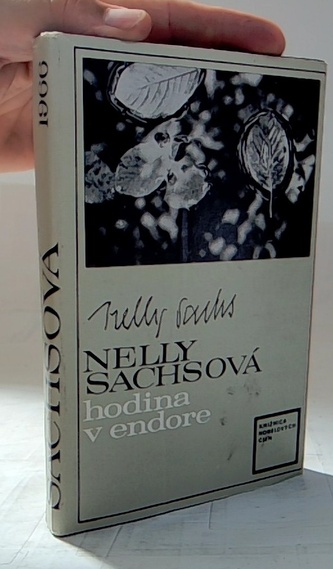 1966
SACHSOVÁ
Nelly Sachs
NELLY
SACHSOVÁ
hodina
v endore
KNIŽNICA
NOBELOVÝCH
CIEN